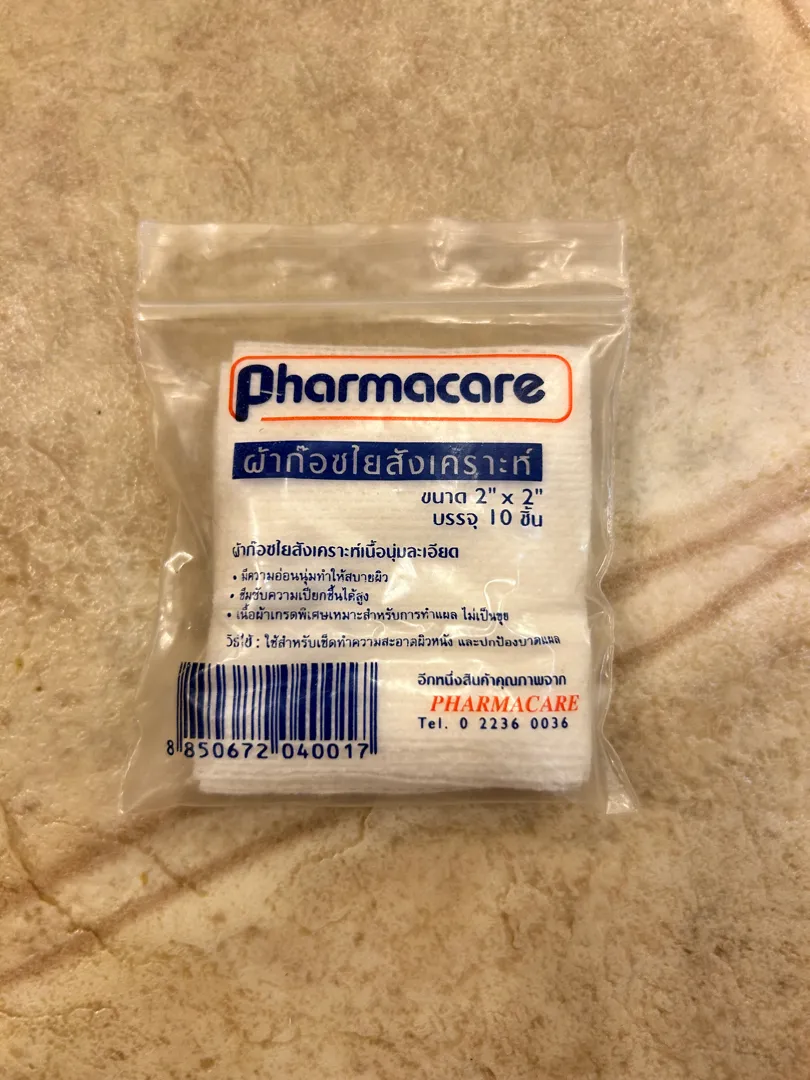 Pharmacare
ผ้าก๊อซใยสังเคราะห์
ขนาด 2" x 2"
บรรจุ 10 ชิ้น
ผ้าก๊อซใยสังเคราะห์เนื้อนุ่มละเอียด
• มีความอ่อนนุ่มทำให้สบายผิว
• ซึมซับความเปียกชื้นได้สูง
• เนื้อผ้าเกรดพิเศษเหมาะสำหรับการทำแผล ไม่เป็นขุย
วิธีใช้ : ใช้สำหรับเช็ดทำความสะอาดผิวหนัง และปกป้องบาดแผล
อีกหนึ่งสินค้าคุณภาพจาก
PHARMACARE
Tel. 0 2236 0036
8 850672 040017